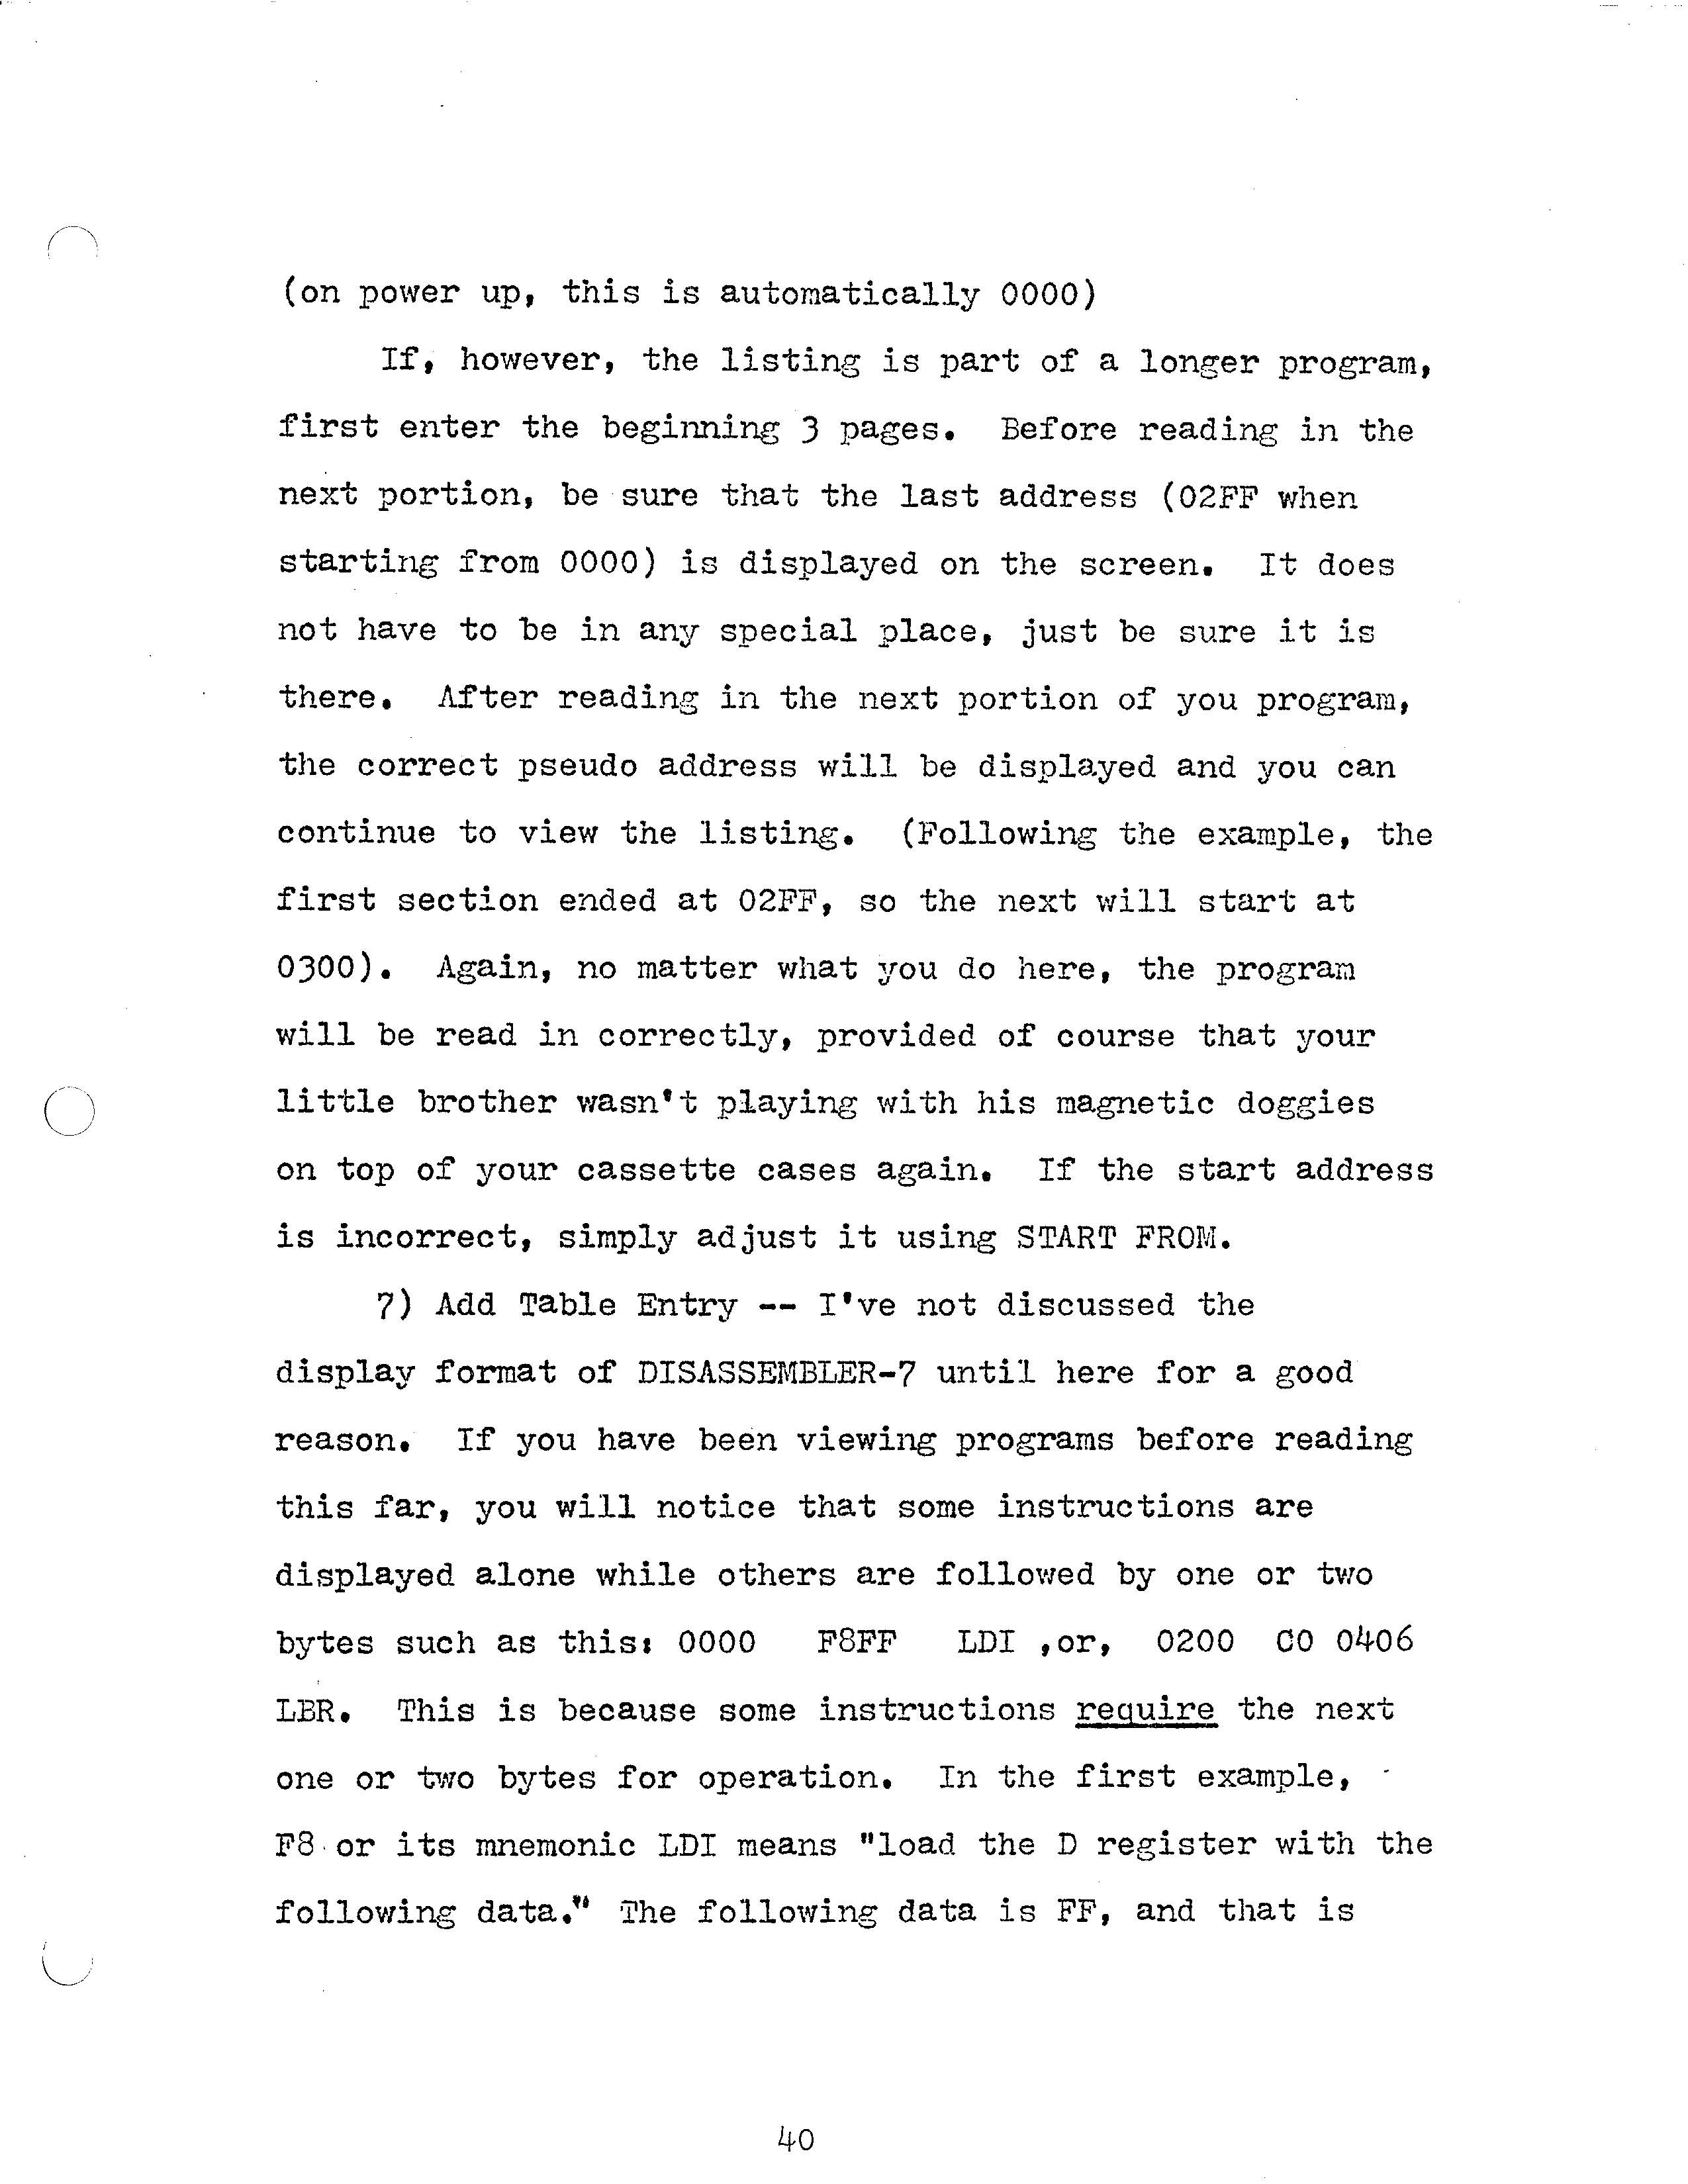 (on power up, this is automatically 0000)
If, however, the listing is part of a longer program,
first enter the beginning 3 pages.  Before reading in the
next portion, be sure that the last address (02FF when
starting from 0000) is displayed on the screen.  It does
not have to be in any special place, just be sure it is
there.  After reading in the next portion of you program,
the correct pseudo address will be displayed and you can
continue to view the listing.  (Following the example, the
first section ended at 02FF, so the next will start at
0300).  Again, no matter what you do here, the program
will be read in correctly, provided of course that your
little brother wasn't playing with his magnetic doggies
on top of your cassette cases again.  If the start address
is incorrect, simply adjust it using START FROM.
7) Add Table Entry -- I've not discussed the
display format of DISASSEMBLER-7 until here for a good
reason.  If you have been viewing programs before reading
this far, you will notice that some instructions are
displayed alone while others are followed by one or two
bytes such as this: 0000   F8FF   LDI ,or,  0200  C0 0406
LBR.  This is because some instructions require the next
one or two bytes for operation.  In the first example,
F8 or its mnemonic LDI means "load the D register with the
following data." The following data is FF, and that is
40